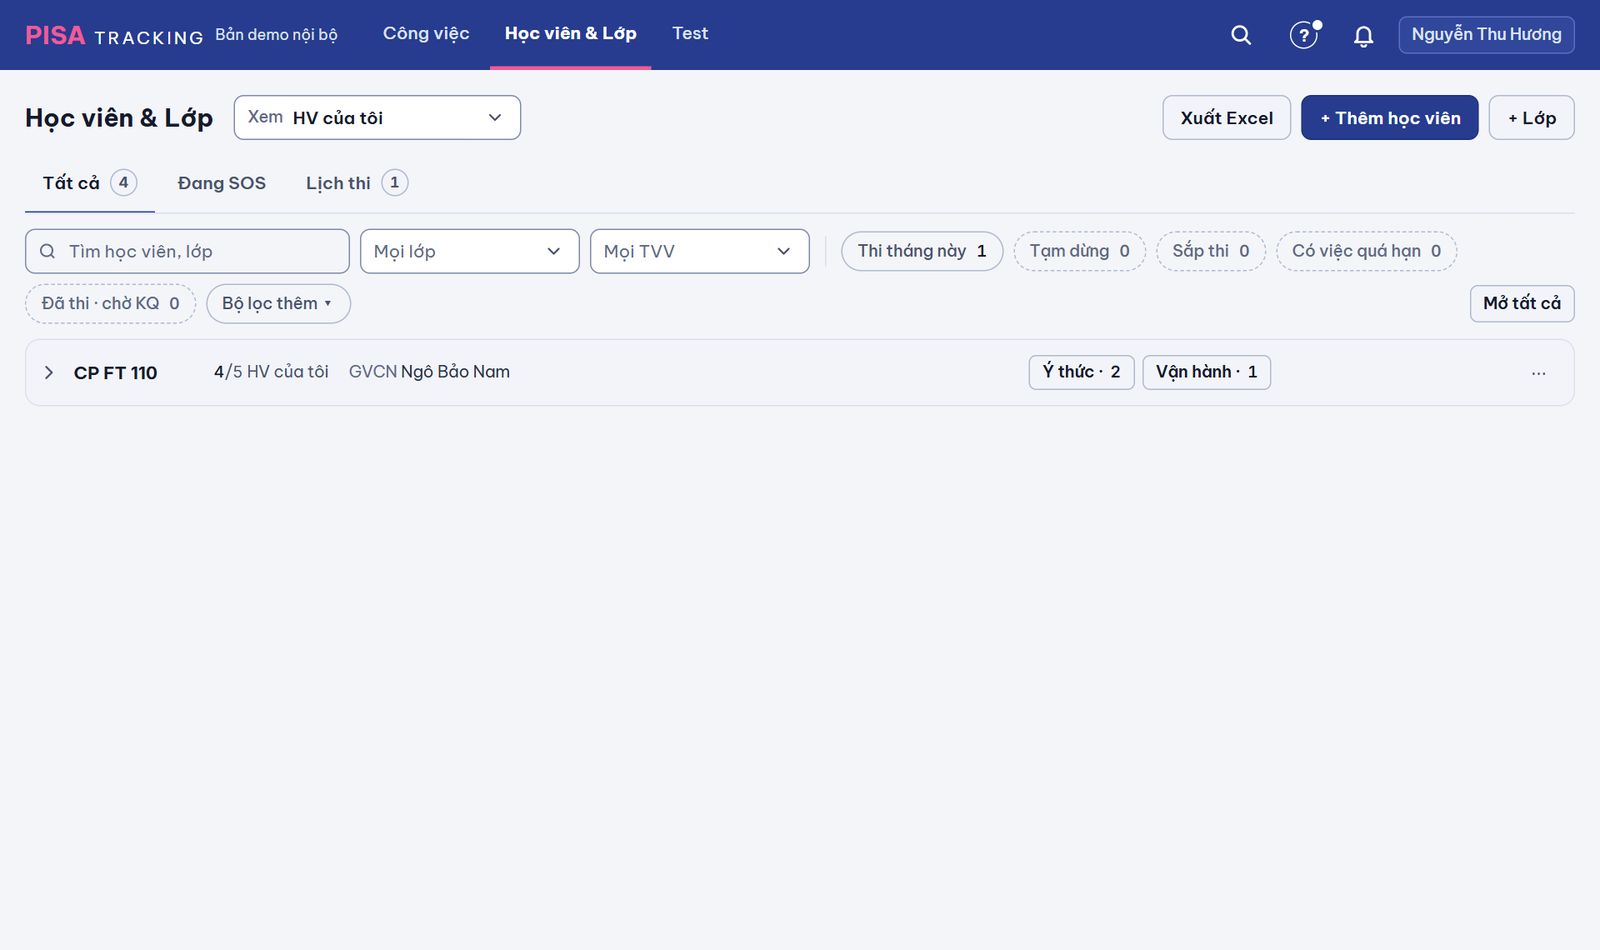 PISA TRACKING Bản demo nội bộ Công việc Học viên & Lớp Test ? Nguyễn Thu Hương
Học viên & Lớp Xem HV của tôi Xuất Excel + Thêm học viên + Lớp
Tất cả 4 Đang SOS Lịch thi 1
Tìm học viên, lớp Mọi lớp Mọi TVV Thi tháng này 1 Tạm dừng 0 Sắp thi 0 Có việc quá hạn 0
Đã thi · chờ KQ 0 Bộ lọc thêm ▾ Mở tất cả
CP FT 110 4/5 HV của tôi GVCN Ngô Bảo Nam Ý thức · 2 Vận hành · 1 ...